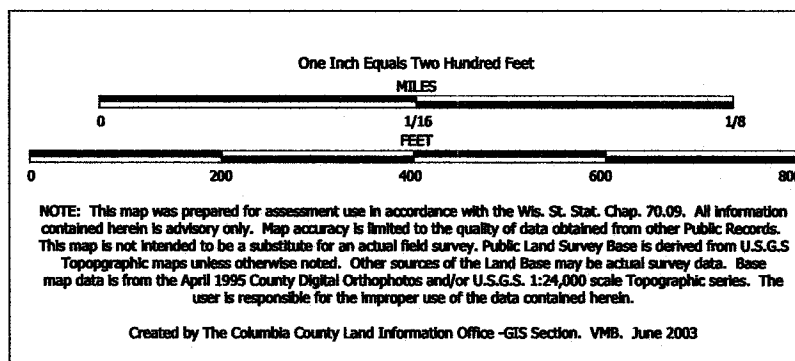 One Inch Equals Two Hundred Feet
MILES
0 1/16 1/8
FEET
0 200 400 600 800
NOTE: This map was prepared for assessment use in accordance with the Wis. St. Stat. Chap. 70.09. All information
contained herein is advisory only. Map accuracy is limited to the quality of data obtained from other Public Records.
This map is not intended to be a substitute for an actual field survey. Public Land Survey Base is derived from U.S.G.S
Topopgraphic maps unless otherwise noted. Other sources of the Land Base may be actual survey data. Base
map data is from the April 1995 County Digital Orthophotos and/or U.S.G.S. 1:24,000 scale Topographic series. The
user is responsible for the improper use of the data contained herein.
Created by The Columbia County Land Information Office -GIS Section. VMB. June 2003